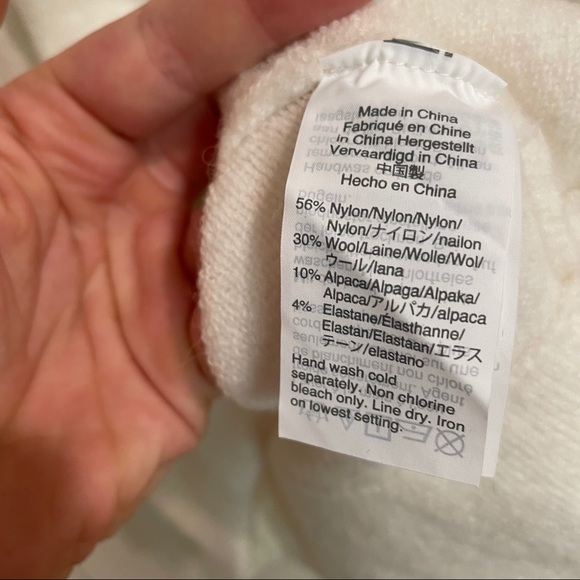 Made in China
Fabriqué en Chine
In China Hergestellt
Vervaardigd in China
中国製
Hecho en China
56% Nylon/Nylon/Nylon/
Nylon/ナイロン/nailon
30% Wool/Laine/Wolle/Wol/
ウール/lana
10% Alpaca/Alpaga/Alpaka/
Alpaca/アルパカ/alpaca
4% Elastane/Élasthanne/
Elastan/Elastaan/エラス
テーン/elastano
Hand wash cold
separately. Non chlorine
bleach only. Line dry. Iron
on lowest setting.